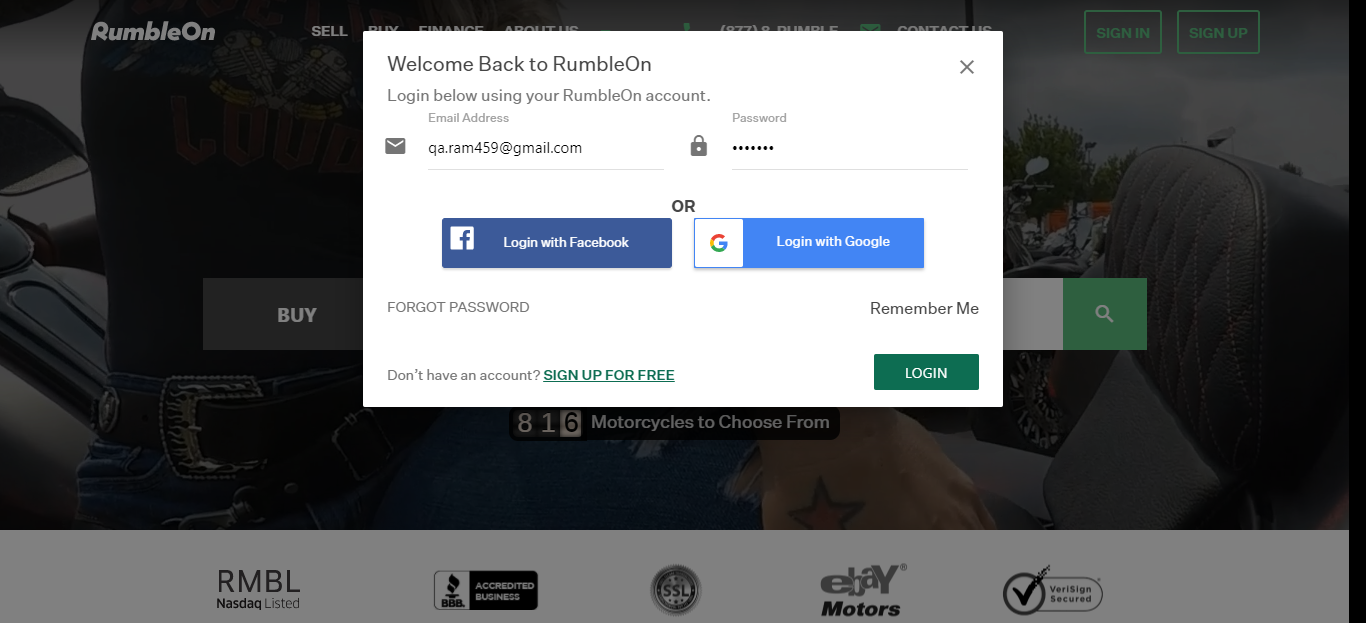 RumbleOn SELL BUY FINANCE ABOUT US (877) 8-RUMBLE CONTACT US SIGN IN SIGN UP
LOUD
Welcome Back to RumbleOn
Login below using your RumbleOn account.
Email Address Password
qa.ram459@gmail.com •••••••
OR
Login with Facebook Login with Google
FORGOT PASSWORD Remember Me
BUY
Don't have an account? SIGN UP FOR FREE LOGIN
816 Motorcycles to Choose From
RMBL
Nasdaq Listed
BBB.
ACCREDITED
BUSINESS
SSL
ebay®
Motors
VeriSign
Secured